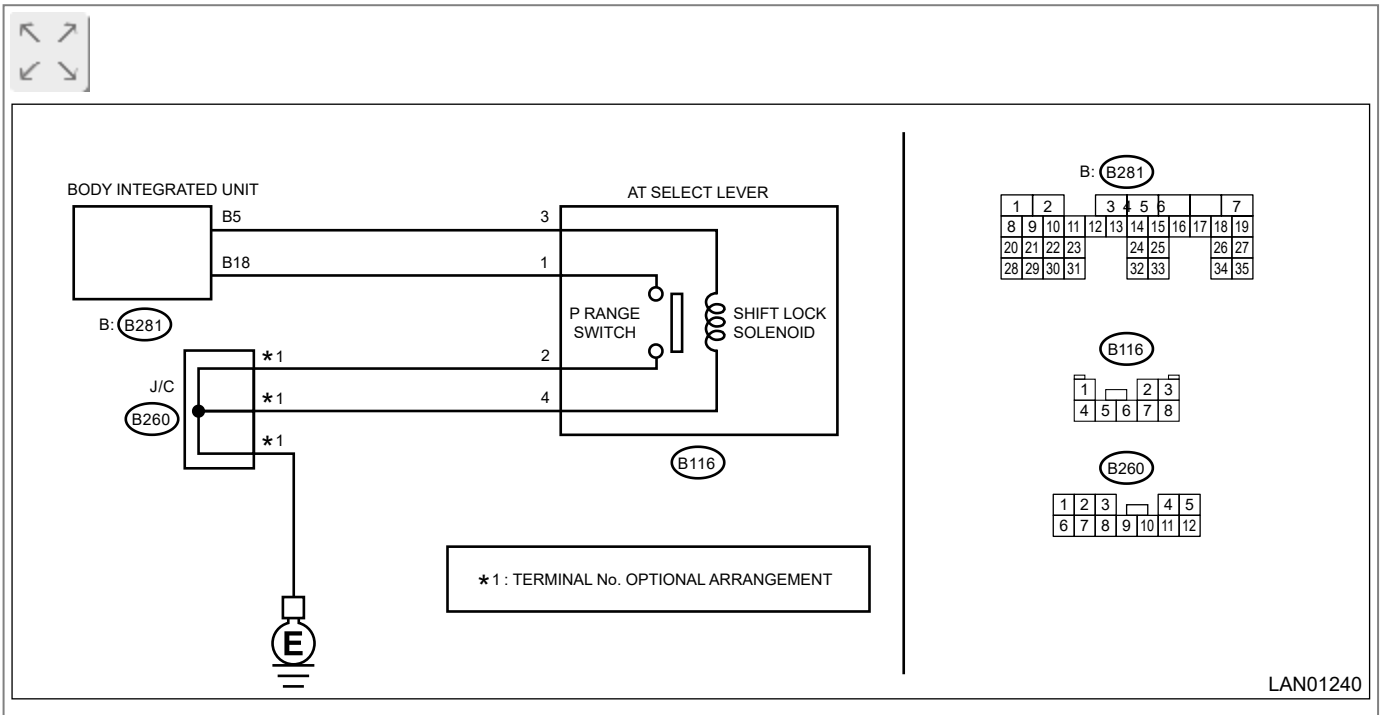 BODY INTEGRATED UNIT
B5
B18
B: B281
3
1
2
4
AT SELECT LEVER
P RANGE
SWITCH
SHIFT LOCK
SOLENOID
B116
J/C
B260
*1
*1
*1
E
*1 : TERMINAL No. OPTIONAL ARRANGEMENT
B: B281
1 2 3 4 5 6 7
8 9 10 11 12 13 14 15 16 17 18 19
20 21 22 23 24 25 26 27
28 29 30 31 32 33 34 35
B116
1 2 3
4 5 6 7 8
B260
1 2 3 4 5
6 7 8 9 10 11 12
LAN01240